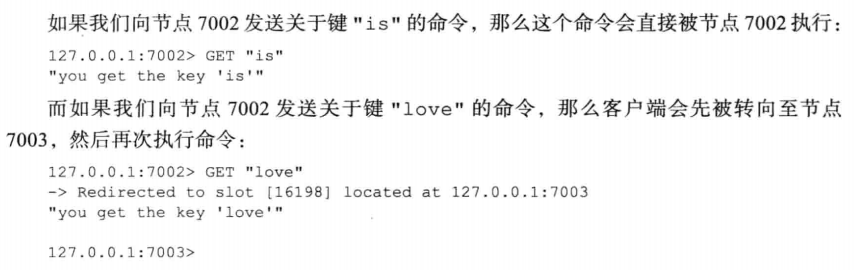 如果我们向节点 7002 发送关于键 "is" 的命令，那么这个命令会直接被节点 7002 执行：
127.0.0.1:7002> GET "is"
"you get the key 'is'"
而如果我们向节点 7002 发送关于键 "love" 的命令，那么客户端会先被转向至节点
7003，然后再次执行命令：
127.0.0.1:7002> GET "love"
-> Redirected to slot [16198] located at 127.0.0.1:7003
"you get the key 'love'"
127.0.0.1:7003>